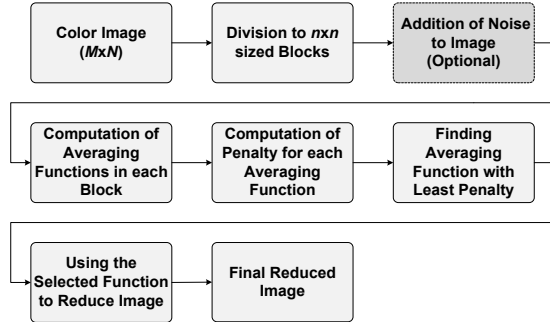 Color Image
(MxN)
Division to nxn
sized Blocks
Addition of Noise
to Image
(Optional)
Computation of
Averaging
Functions in each
Block
Computation of
Penalty for each
Averaging
Function
Finding
Averaging
Function with
Least Penalty
Using the
Selected Function
to Reduce Image
Final Reduced
Image